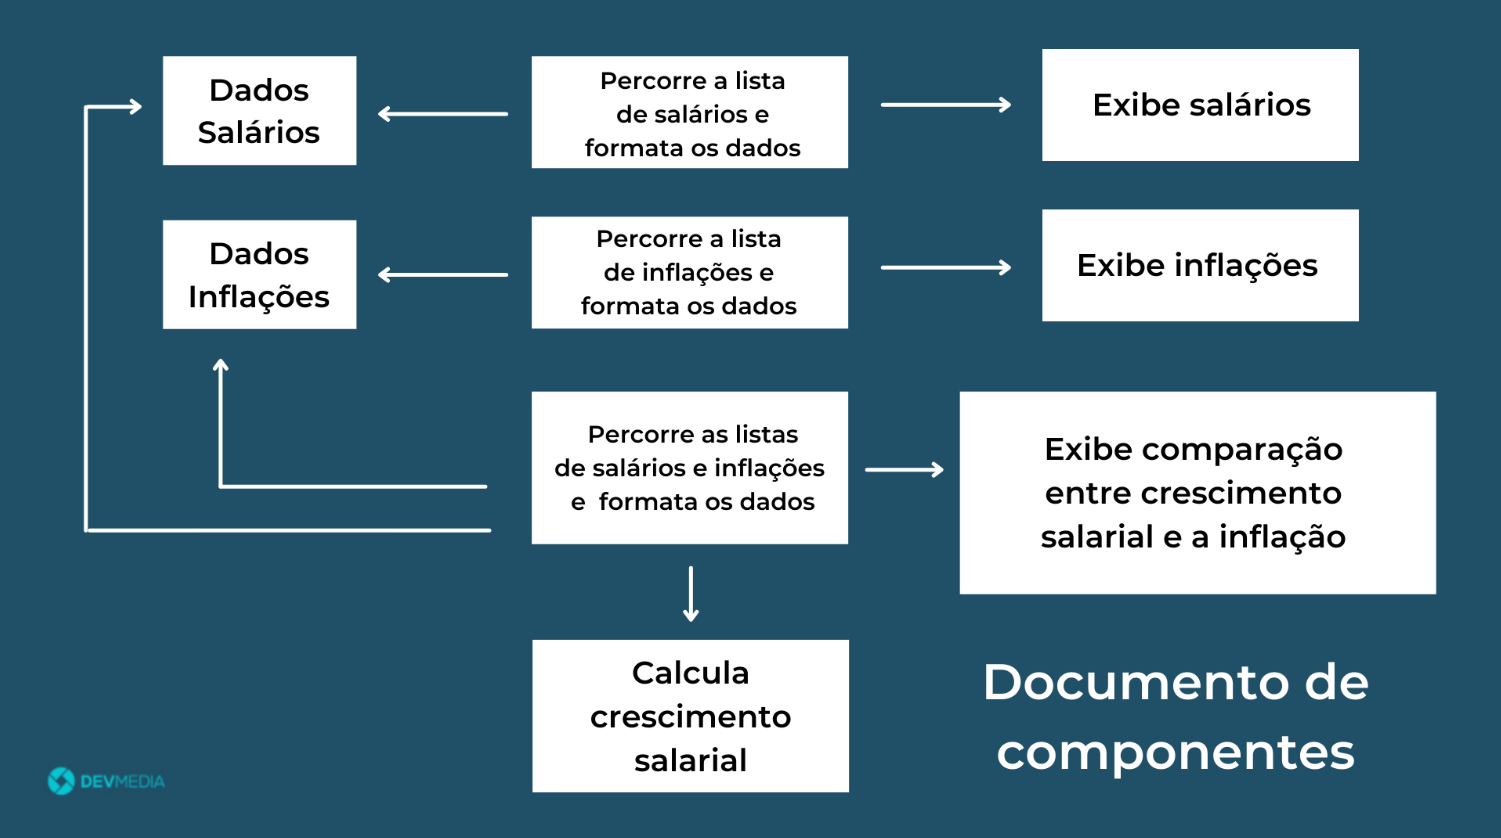 Dados
Salários
Percorre a lista
de salários e
formata os dados
Exibe salários
Dados
Inflações
Percorre a lista
de inflações e
formata os dados
Exibe inflações
Percorre as listas
de salários e inflações
e formata os dados
Exibe comparação
entre crescimento
salarial e a inflação
Calcula
crescimento
salarial
Documento de
componentes
DEVMEDIA